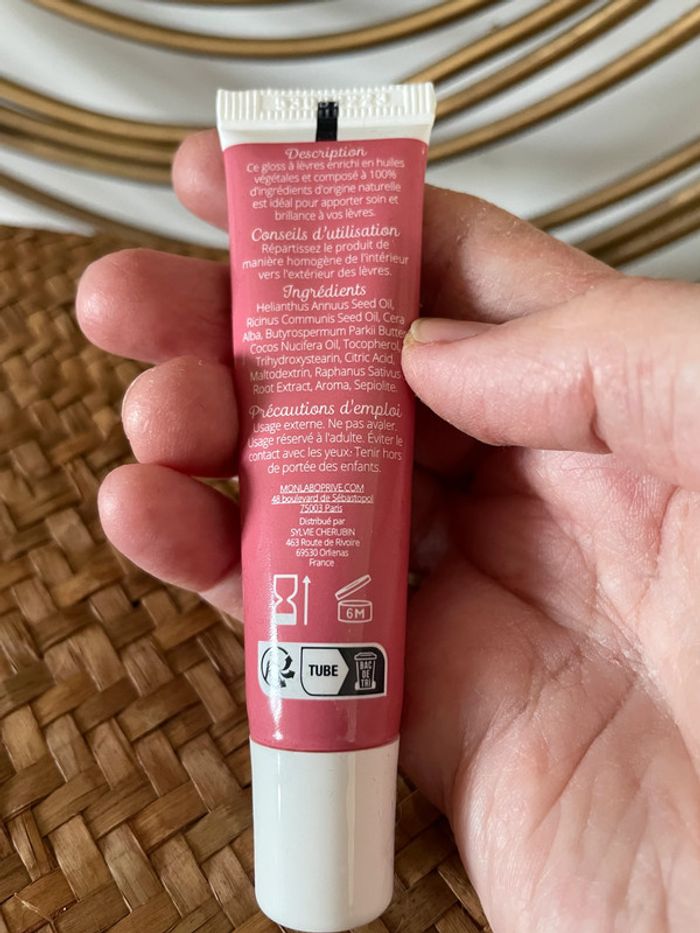 Description
Ce gloss à lèvres enrichi en huiles
végétales et composé à 100%
d'ingrédients d'origine naturelle
est idéal pour apporter soin et
brillance à vos lèvres.
Conseils d'utilisation
Répartissez le produit de
manière homogène de l'intérieur
vers l'extérieur des lèvres.
Ingrédients
Helianthus Annuus Seed Oil,
Ricinus Communis Seed Oil, Cera
Alba, Butyrospermum Parkii Butter,
Cocos Nucifera Oil, Tocopherol,
Trihydroxystearin, Citric Acid,
Maltodextrin, Raphanus Sativus
Root Extract, Aroma, Sepiolite.
Précautions d'emploi
Usage externe. Ne pas avaler.
Usage réservé à l'adulte. Éviter le
contact avec les yeux. Tenir hors
de portée des enfants.
MONLABOPRIVE.COM
48 boulevard de Sébastopol
75003 Paris
Distribué par
SYLVIE CHERUBIN
463 Route de Rivoire
69530 Orlienas
France
6M
TUBE
BAC
DE
TRI